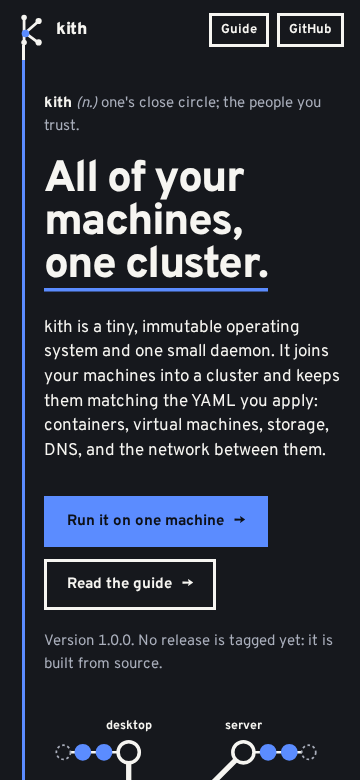 kith
Guide
GitHub
kith (n.) one's close circle; the people you
trust.
All of your
machines,
one cluster.
kith is a tiny, immutable operating
system and one small daemon. It joins
your machines into a cluster and keeps
them matching the YAML you apply:
containers, virtual machines, storage,
DNS, and the network between them.
Run it on one machine →
Read the guide →
Version 1.0.0. No release is tagged yet: it is
built from source.
desktop
server